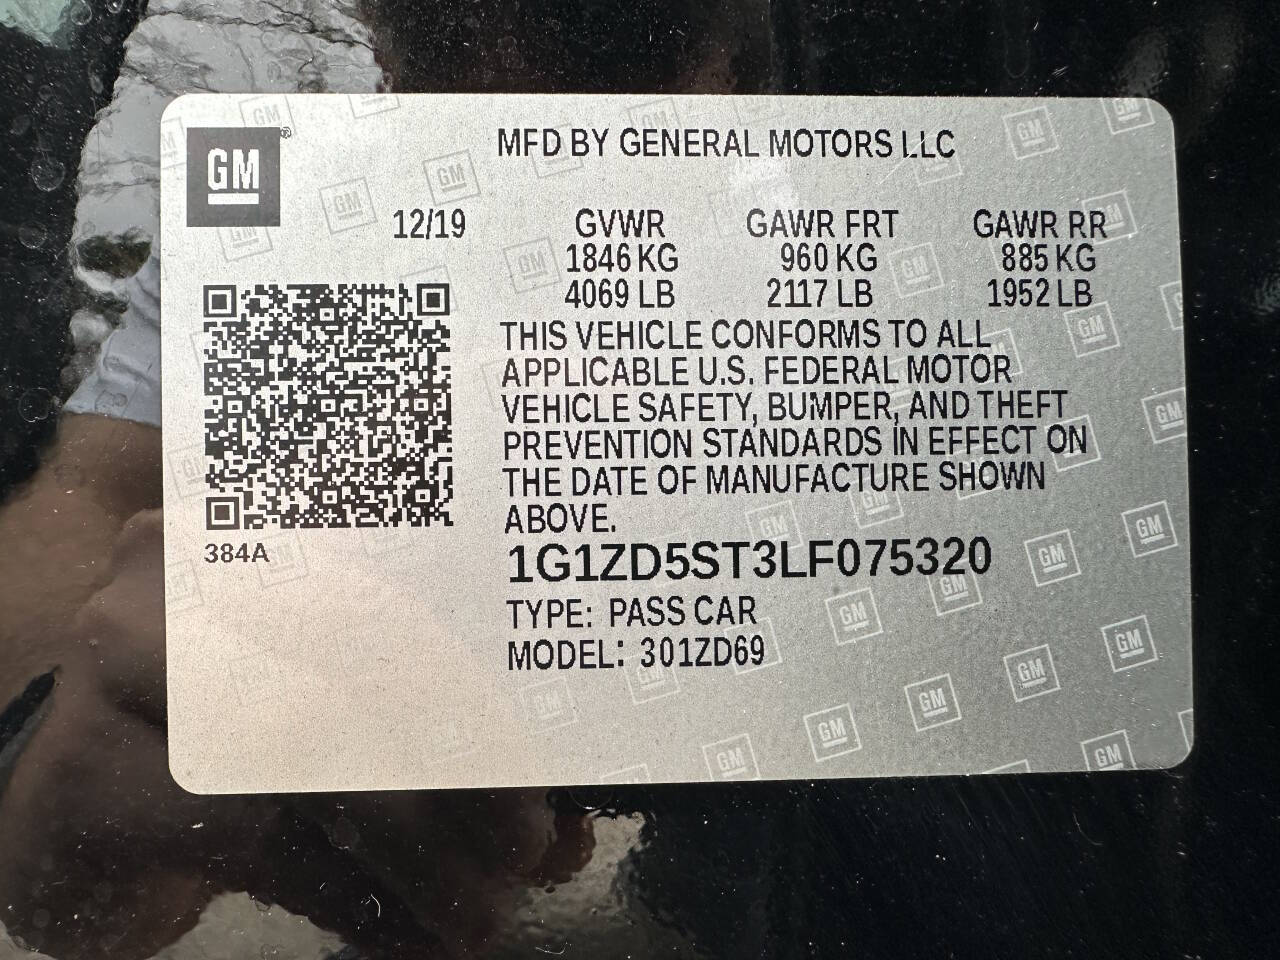 GM ®
MFD BY GENERAL MOTORS LLC
12/19 GVWR GAWR FRT GAWR RR
1846 KG 960 KG 885 KG
4069 LB 2117 LB 1952 LB
THIS VEHICLE CONFORMS TO ALL
APPLICABLE U.S. FEDERAL MOTOR
VEHICLE SAFETY, BUMPER, AND THEFT
PREVENTION STANDARDS IN EFFECT ON
THE DATE OF MANUFACTURE SHOWN
ABOVE.
384A
1G1ZD5ST3LF075320
TYPE: PASS CAR
MODEL: 301ZD69